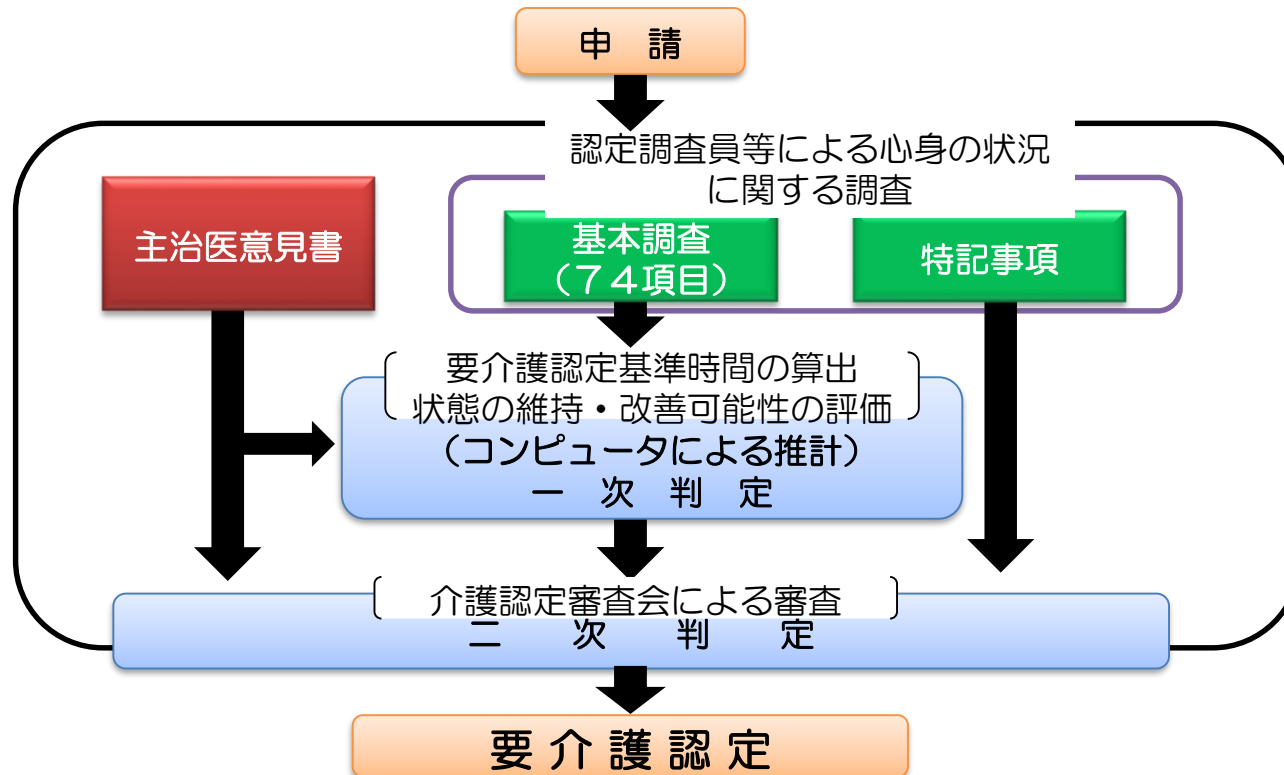 申　請
認定調査員等による心身の状況
に関する調査
主治医意見書
基本調査
（７４項目）
特記事項
要介護認定基準時間の算出
状態の維持・改善可能性の評価
（コンピュータによる推計）
一　次　判　定
介護認定審査会による審査
二　次　判　定
要介護認定